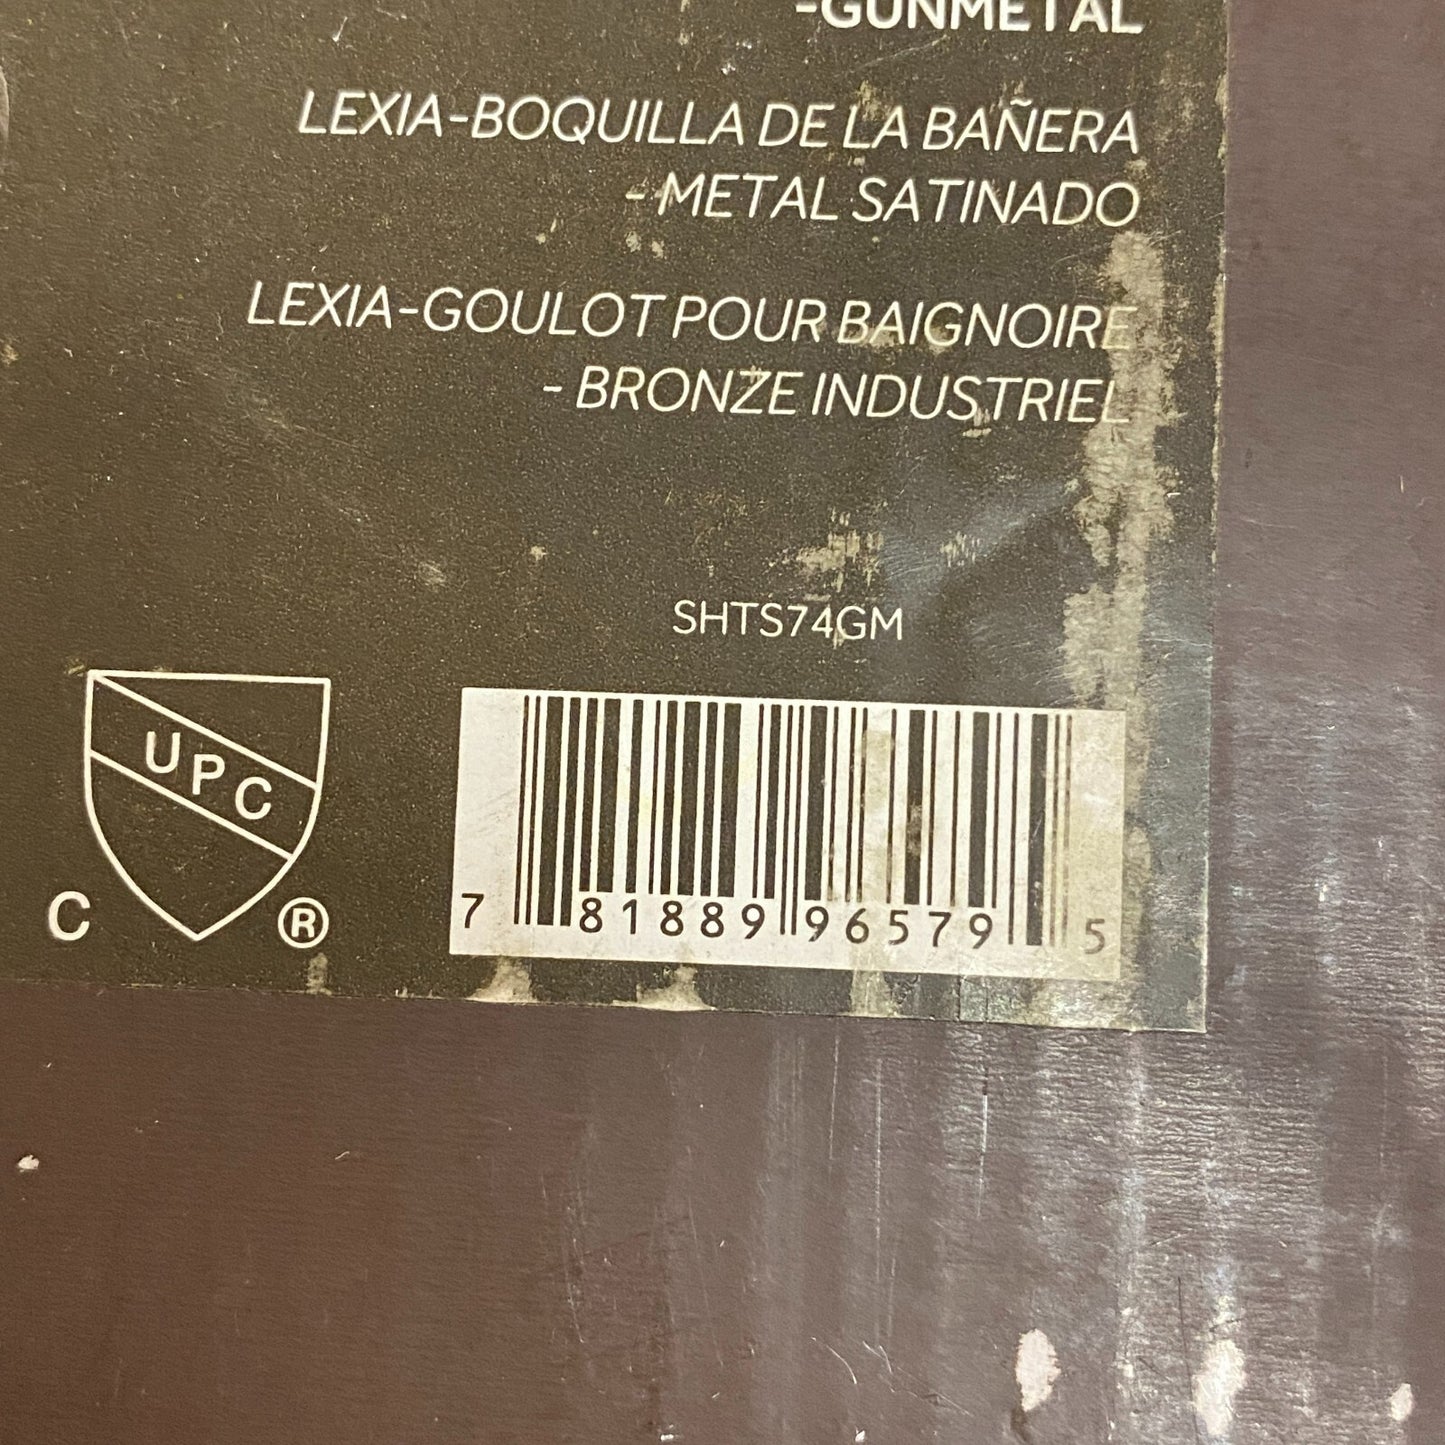 -GUNMETAL
LEXIA-BOQUILLA DE LA BAÑERA
- METAL SATINADO
LEXIA-GOULOT POUR BAIGNOIRE
- BRONZE INDUSTRIEL
SHTS74GM
UPC
C ®
7 81889 96579 5